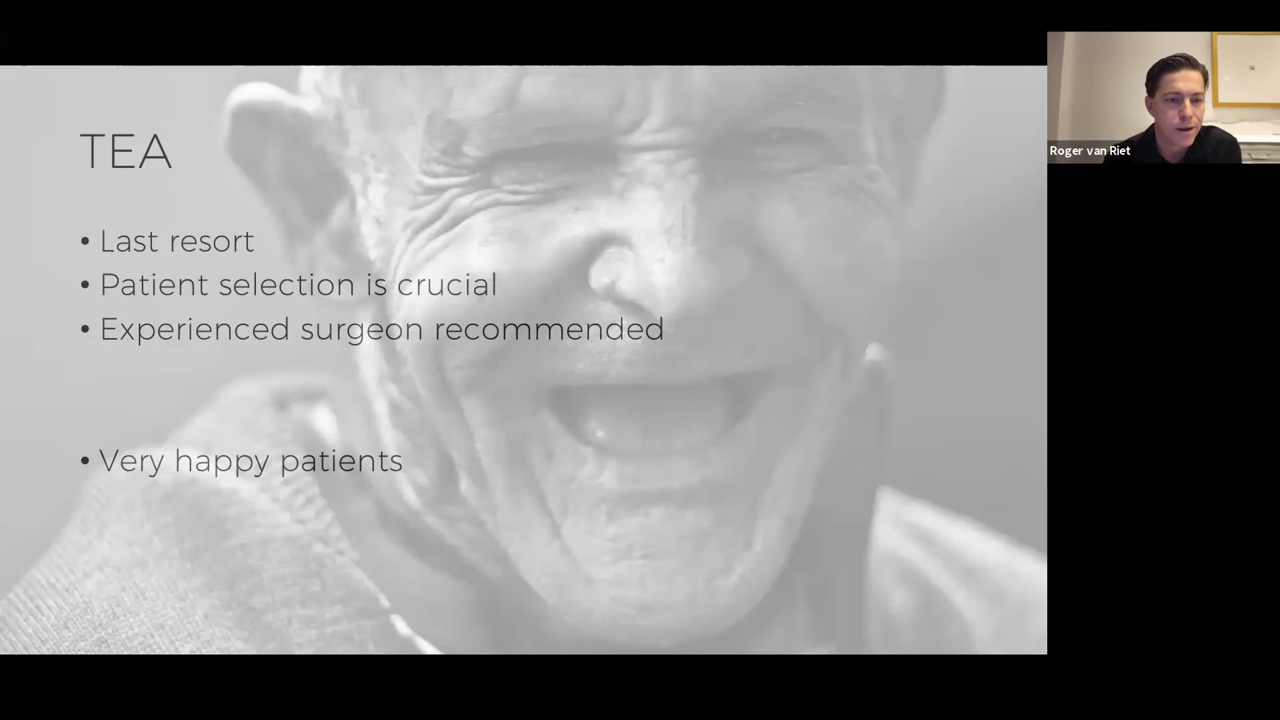 TEA
• Last resort
• Patient selection is crucial
• Experienced surgeon recommended
• Very happy patients
Roger van Riet